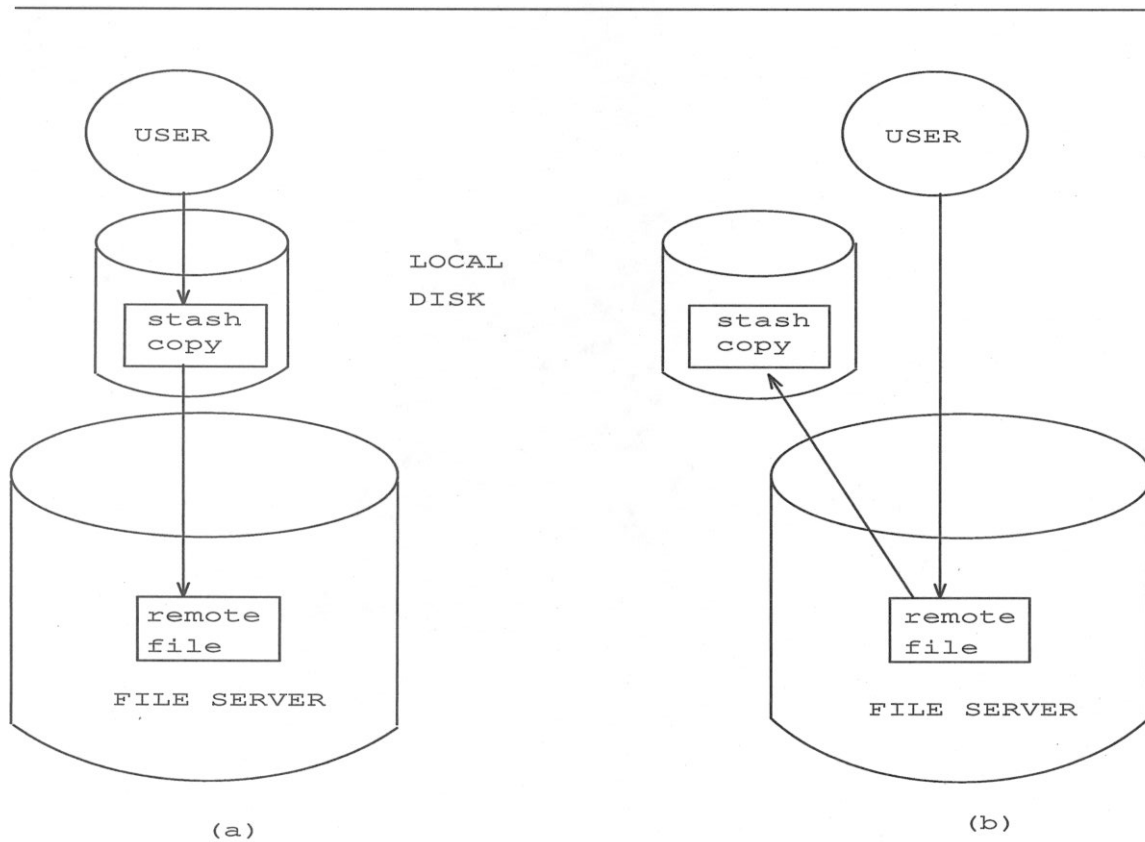 USER
USER
LOCAL
DISK
stash
copy
stash
copy
remote
file
remote
file
FILE SERVER
FILE SERVER
(a)
(b)